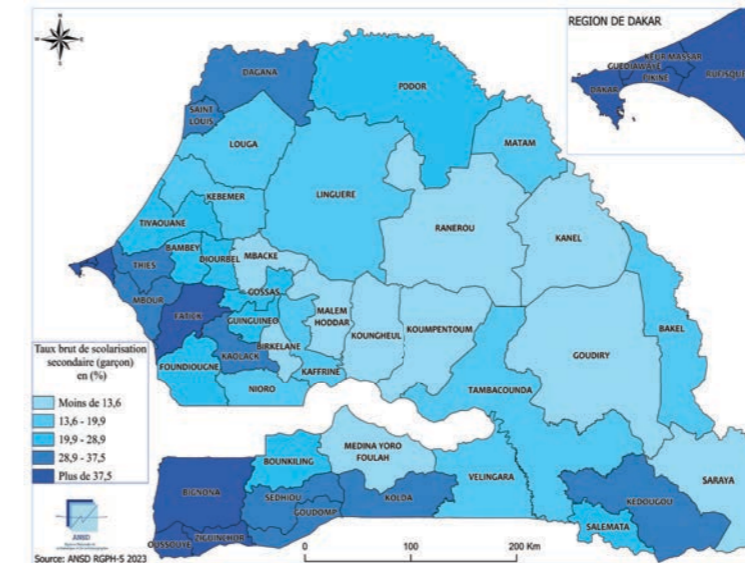 REGION DE DAKAR
KEUR MASSAR
GUEDIAWAYE
PIKINE
RUFISQUE
DAKAR
DAGANA
PODOR
SAINT
LOUIS
LOUGA
MATAM
LINGUERE
KEBEMER
RANEROU
KANEL
TIVAOUANE
BAMBEY
DIOURBEL
MBACKE
THIES
MBOUR
GOSSAS
FATICK
GUINGUINEO
MALEM
HODDAR
KOUNGHEUL
KOUMPENTOUM
BAKEL
GOUDIRY
BIRKELANE
KAOLACK
FOUNDIOUGNE
KAFFRINE
NIORO
TAMBACOUNDA
Taux brut de scolarisation
secondaire (garçon)
en (%)
Moins de 13,6
13,6 - 19,9
19,9 - 28,9
28,9 - 37,5
Plus de 37,5
MEDINA YORO
FOULAH
BOUNKILING
VELINGARA
SARAYA
BIGNONA
SEDHIOU
KOLDA
KEDOUGOU
GOUDOMP
SALEMATA
OUSSOUYE
ZIGUINCHOR
ANSD
0 100 200 Km
Source: ANSD RGPH-5 2023